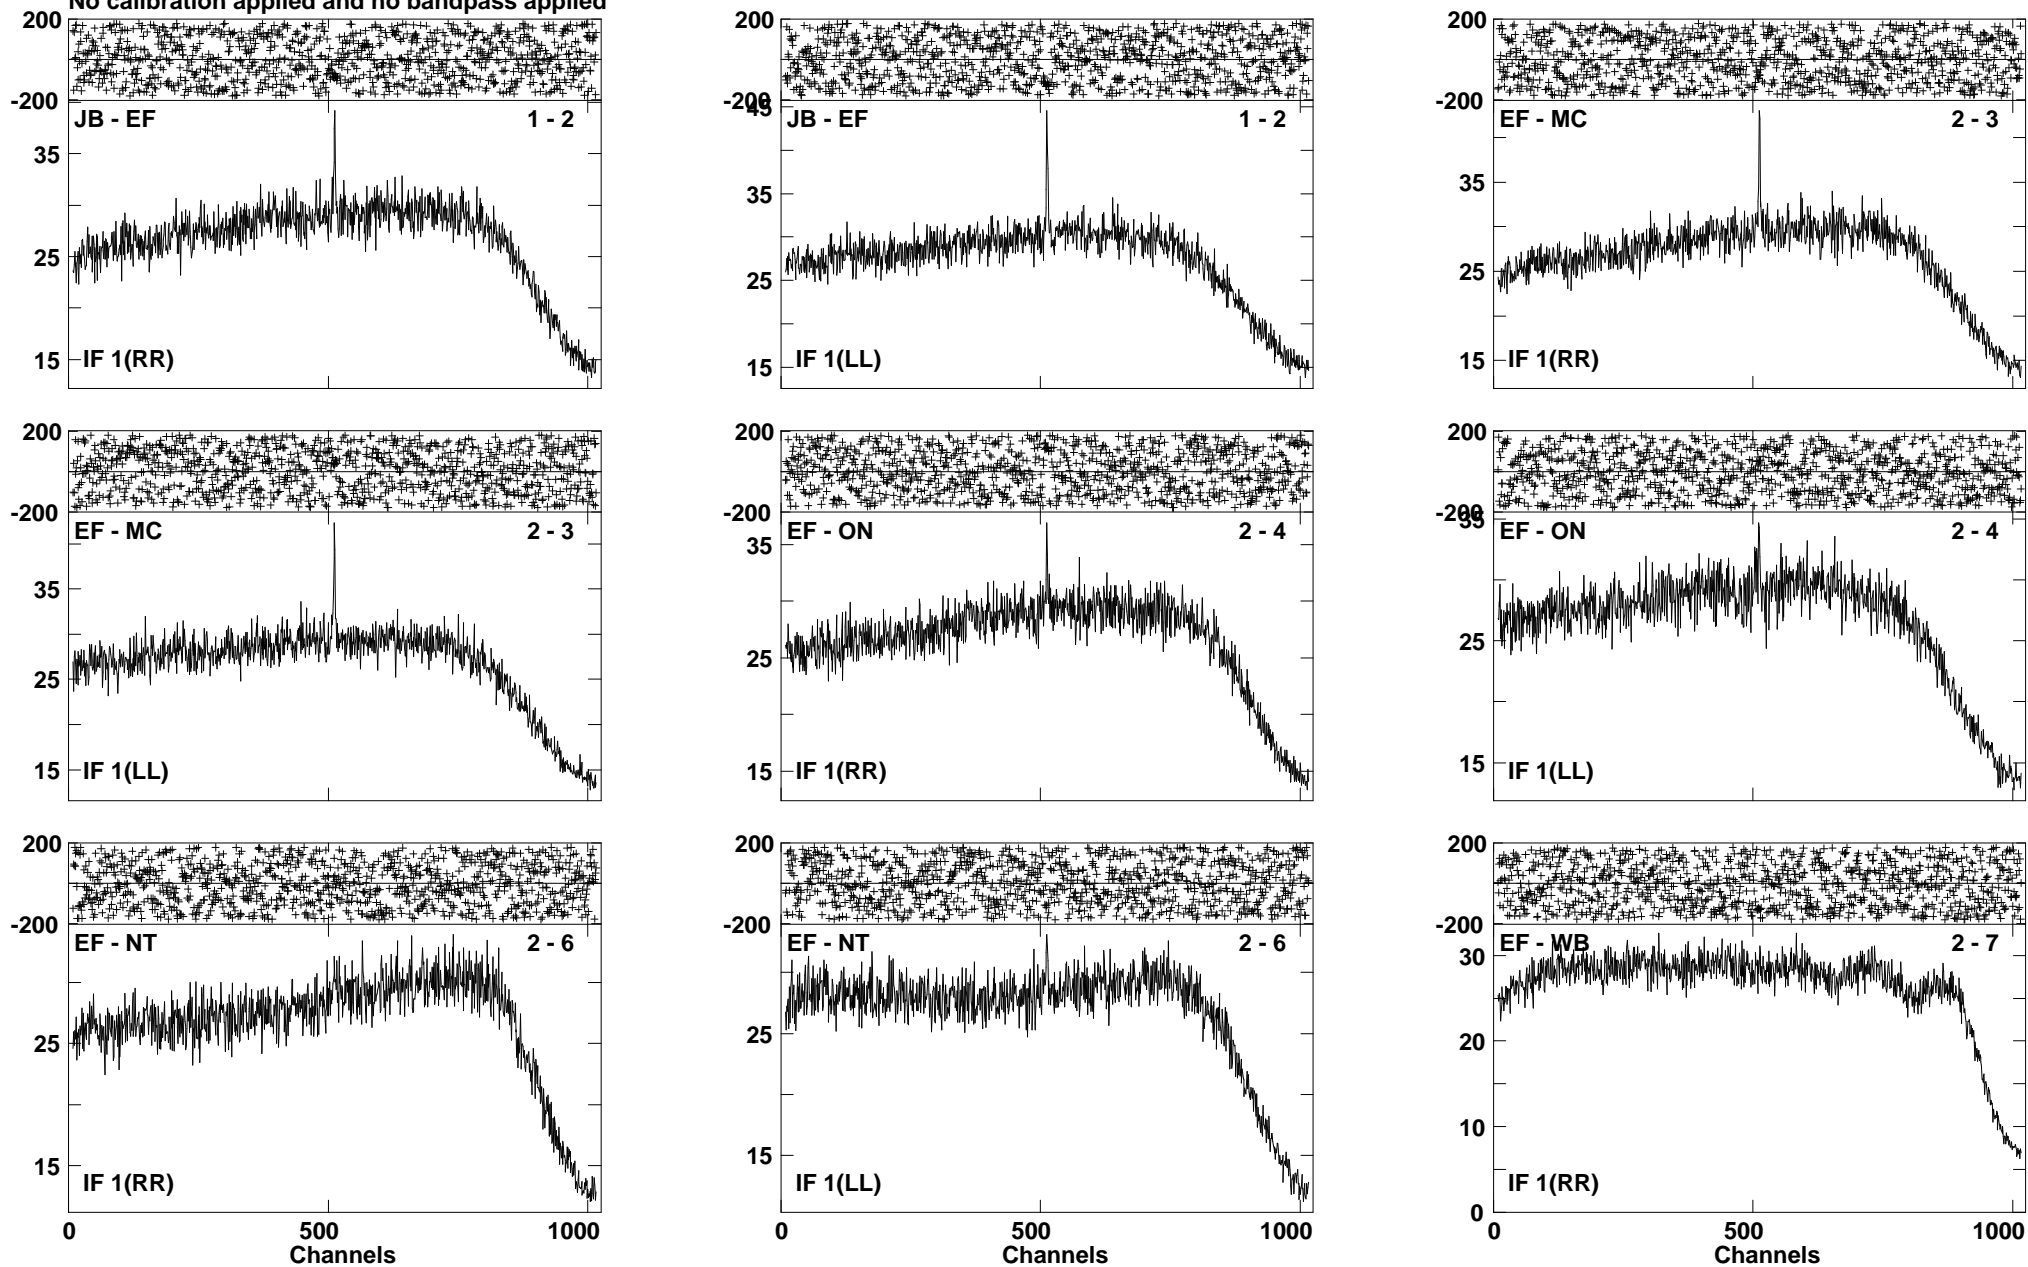 No calibration applied and no bandpass applied
200
-200
JB - EF 1 - 2
35
25
15
IF 1(RR)
200
-200
45
JB - EF 1 - 2
35
25
15
IF 1(LL)
200
-200
EF - MC 2 - 3
35
25
15
IF 1(RR)
200
-200
EF - MC 2 - 3
35
25
15
IF 1(LL)
200
-200
EF - ON 2 - 4
35
25
15
IF 1(RR)
200
-200
35
EF - ON 2 - 4
25
15
IF 1(LL)
200
-200
EF - NT 2 - 6
25
15
IF 1(RR)
0 500 1000
Channels
200
-200
EF - NT 2 - 6
25
15
IF 1(LL)
0 500 1000
Channels
200
-200
EF - WB 2 - 7
30
20
10
0
IF 1(RR)
0 500 1000
Channels